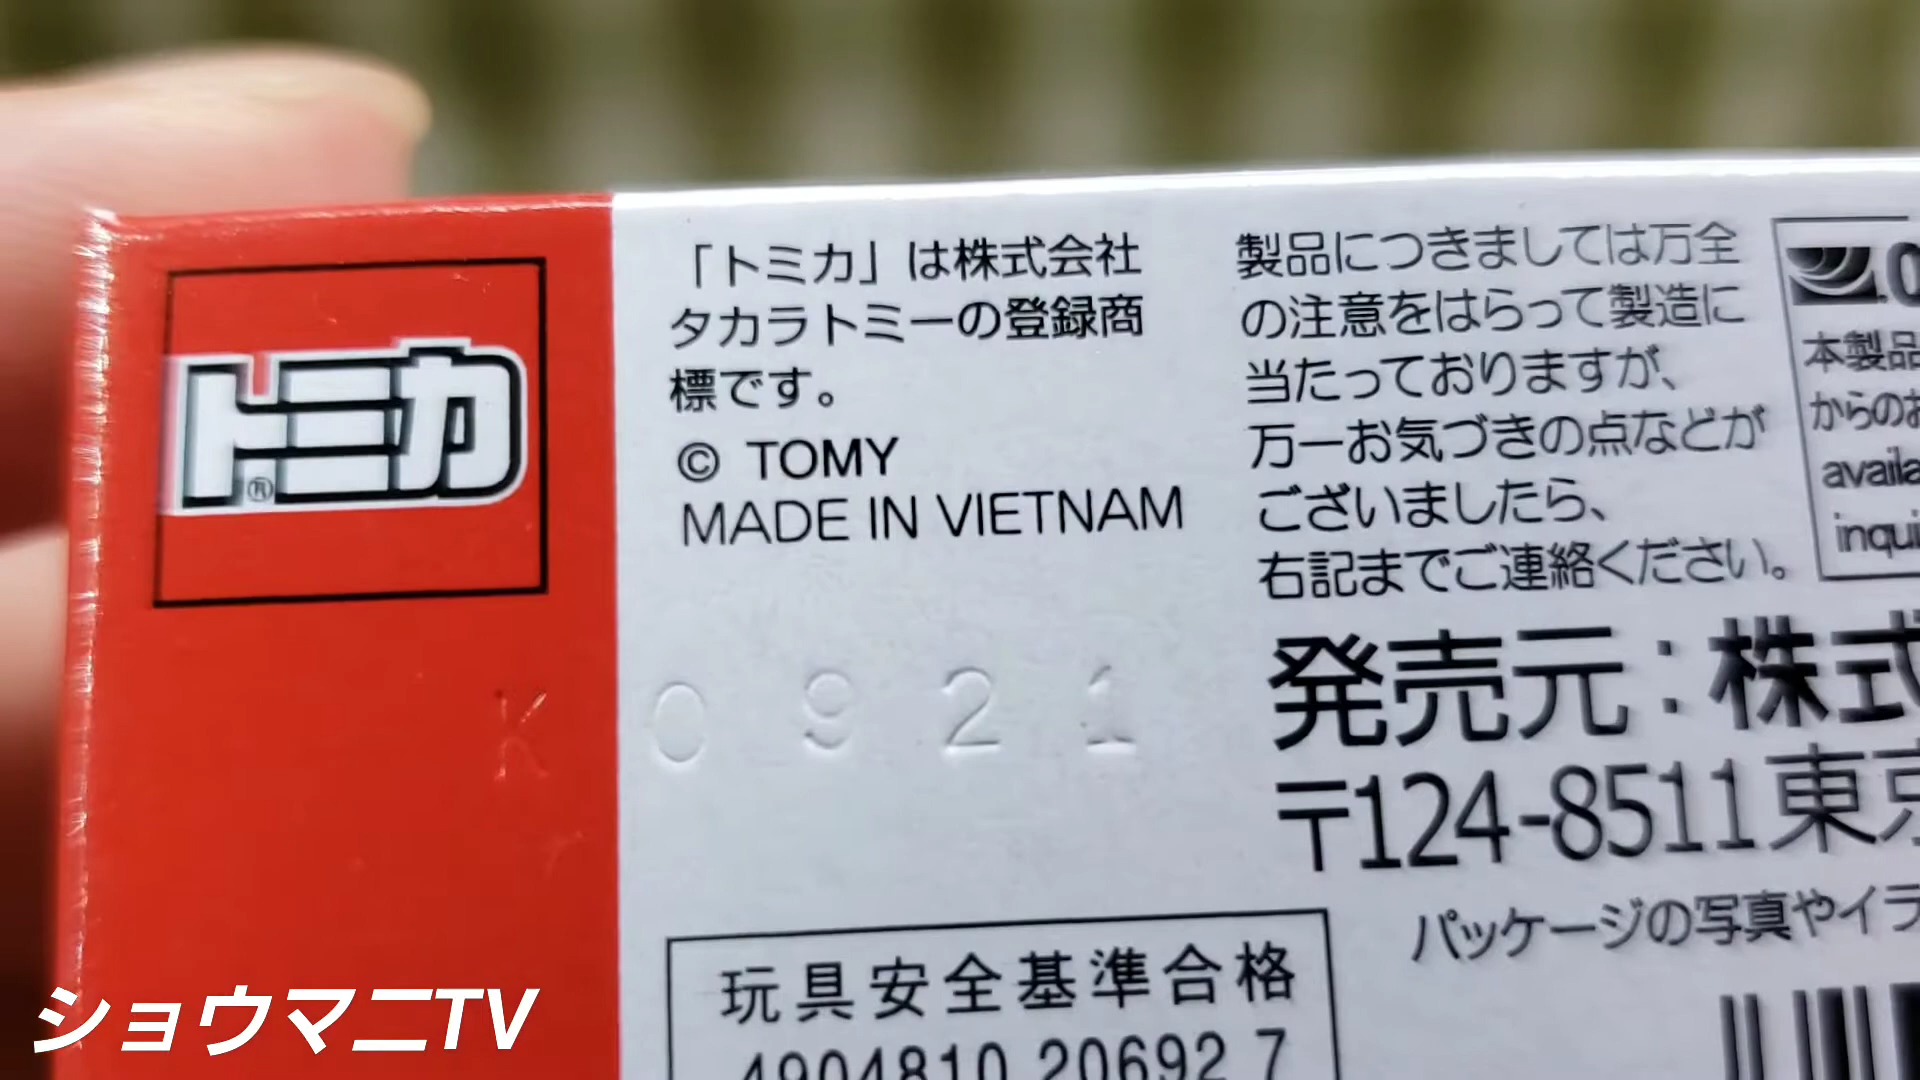 トミカ®
「トミカ」は株式会社
タカラトミーの登録商
標です。
© TOMY
MADE IN VIETNAM
K0921
製品につきましては万全
の注意をはらって製造に
当たっておりますが、
万一お気づきの点などが
ございましたら、
右記までご連絡ください。
本製品
からのお
availa
inqui
発売元:株式
〒124-8511東京
パッケージの写真やイラ
玩具安全基準合格
4904810 20692 7
ショウマニTV